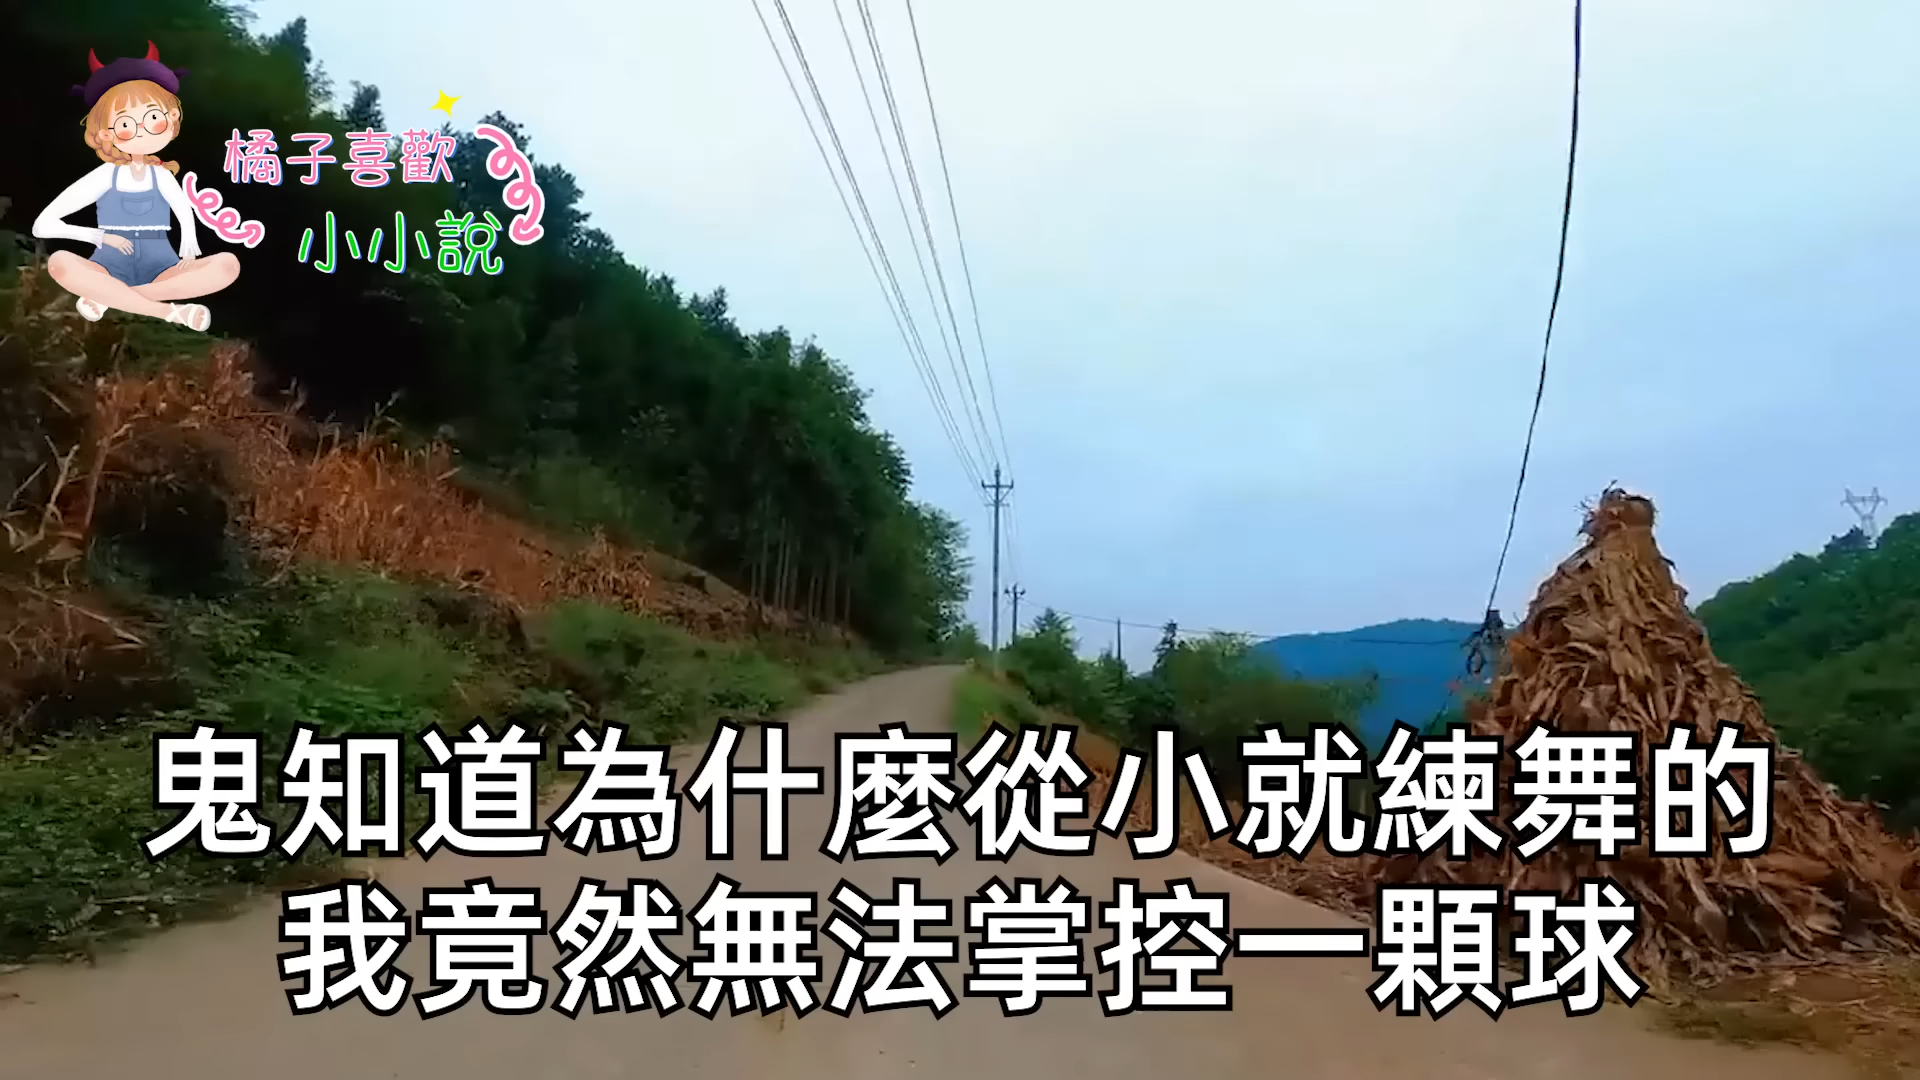 橘子喜歡
小小說
鬼知道為什麼從小就練舞的
我竟然無法掌控一顆球